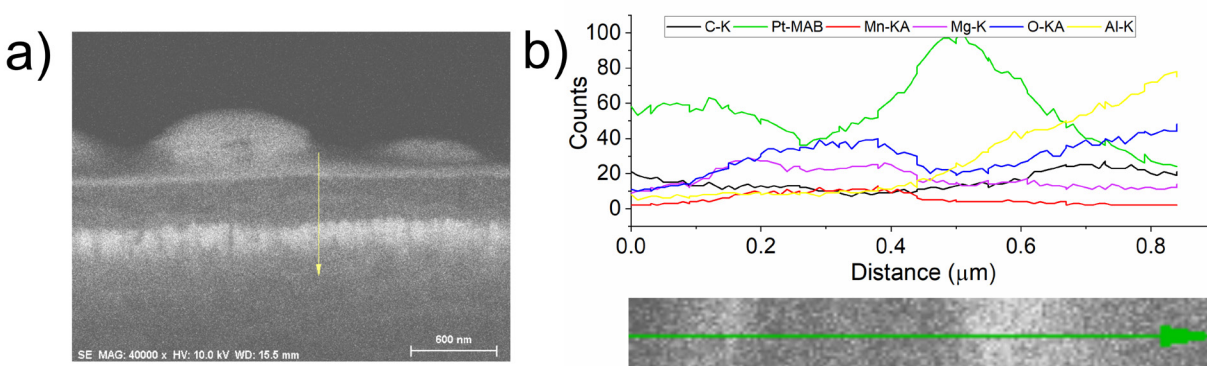 a)
SE MAG: 40000 x HV: 10.0 kV WD: 15.5 mm
600 nm
b)
C-K Pt-MAB Mn-KA Mg-K O-KA Al-K
Counts
100
80
60
40
20
0
0.0 0.2 0.4 0.6 0.8
Distance (μm)